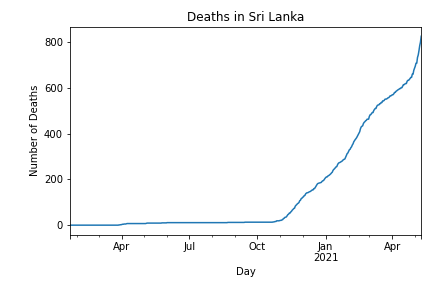 Deaths in Sri Lanka
Number of Deaths
800
600
400
200
0
Apr
Jul
Oct
Jan
2021
Apr
Day